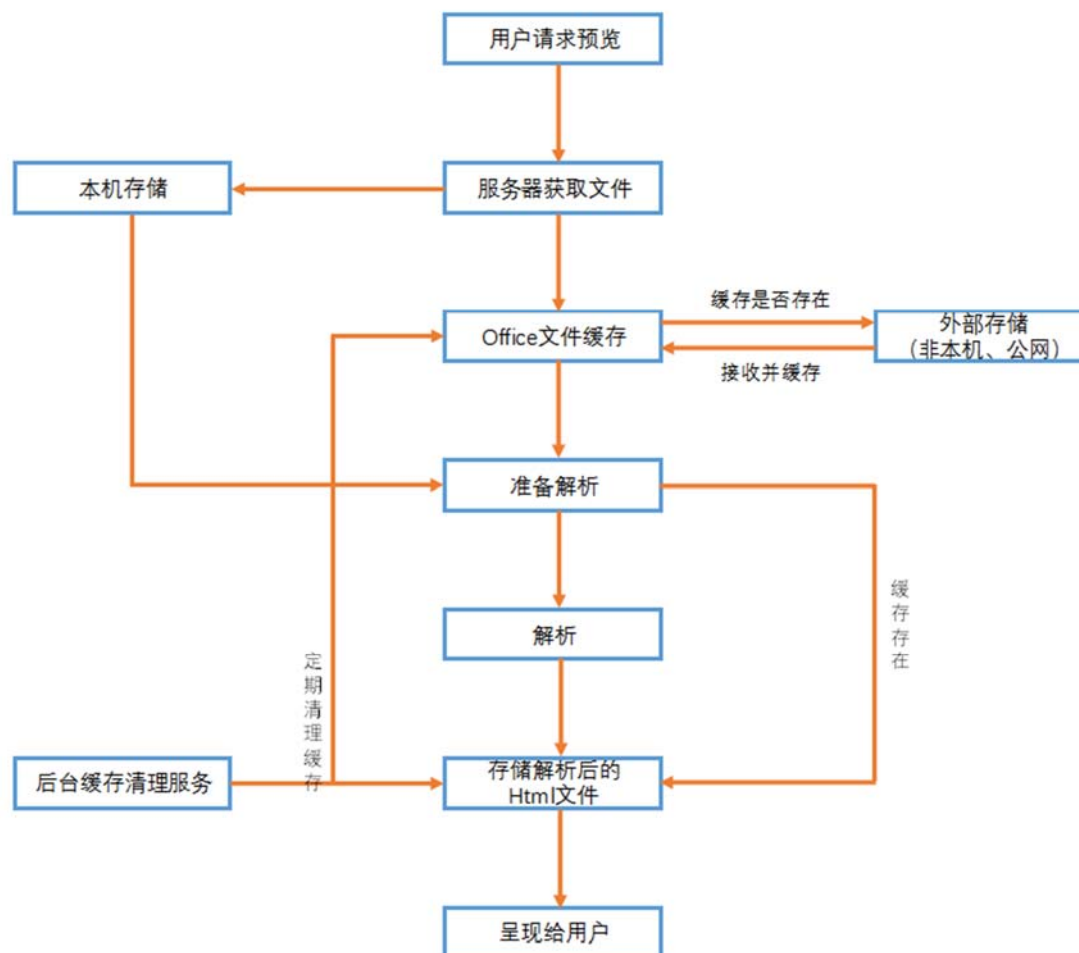 用户请求预览
本机存储
服务器获取文件
缓存是否存在
Office文件缓存
外部存储
（非本机、公网）
接收并缓存
准备解析
缓存存在
解析
定期清理缓存
后台缓存清理服务
存储解析后的
Html文件
呈现给用户